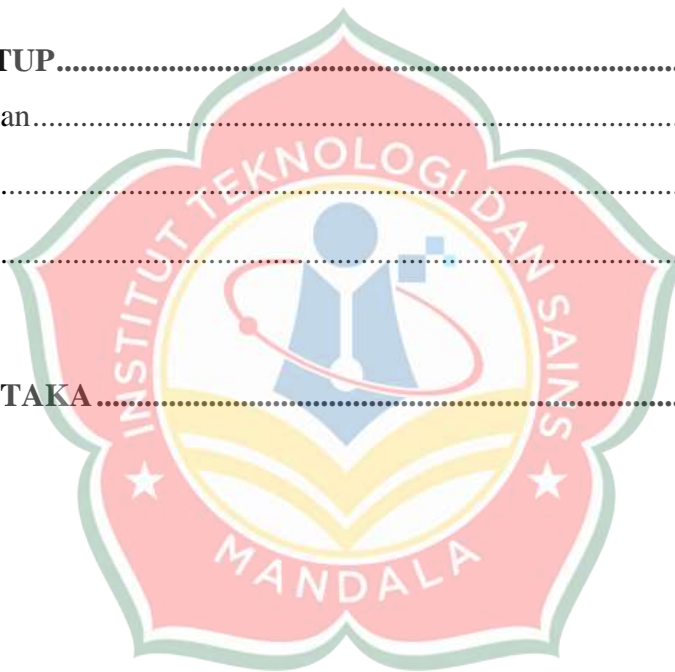 TUP..............................................................................
an.................................................................................
.....................................................................................
.....................................................................................
TAKA.........................................................................
INSTITUT TEKNOLOGI DAN SAINS
MANDALA